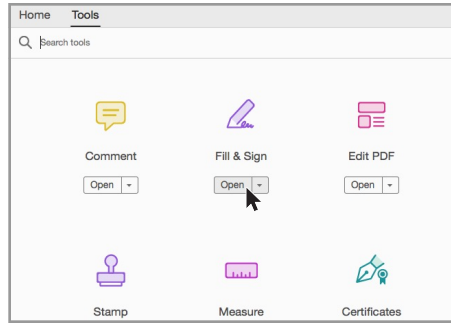 Home Tools
Search tools
Comment Fill & Sign Edit PDF
Open Open Open
Stamp Measure Certificates